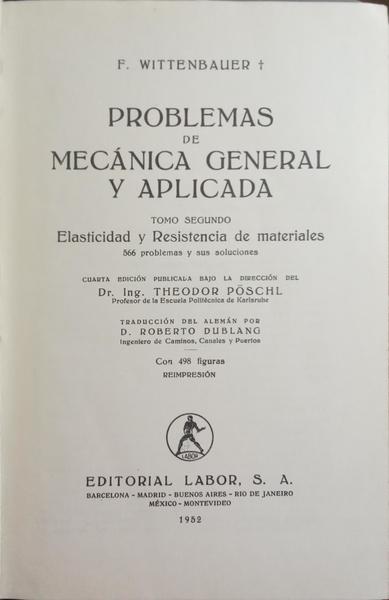 F. WITTENBAUER †
PROBLEMAS
DE
MECÁNICA GENERAL
Y APLICADA
TOMO SEGUNDO
Elasticidad y Resistencia de materiales
566 problemas y sus soluciones
CUARTA EDICIÓN PUBLICADA BAJO LA DIRECCIÓN DEL
Dr. Ing. THEODOR PÖSCHL
Profesor de la Escuela Politécnica de Karlsruhe
TRADUCCIÓN DEL ALEMÁN POR
D. ROBERTO DUBLANG
Ingeniero de Caminos, Canales y Puertos
Con 498 figuras
REIMPRESIÓN
LABOR
EDITORIAL LABOR, S. A.
BARCELONA - MADRID - BUENOS AIRES - RIO DE JANEIRO
MÉXICO - MONTEVIDEO
1952